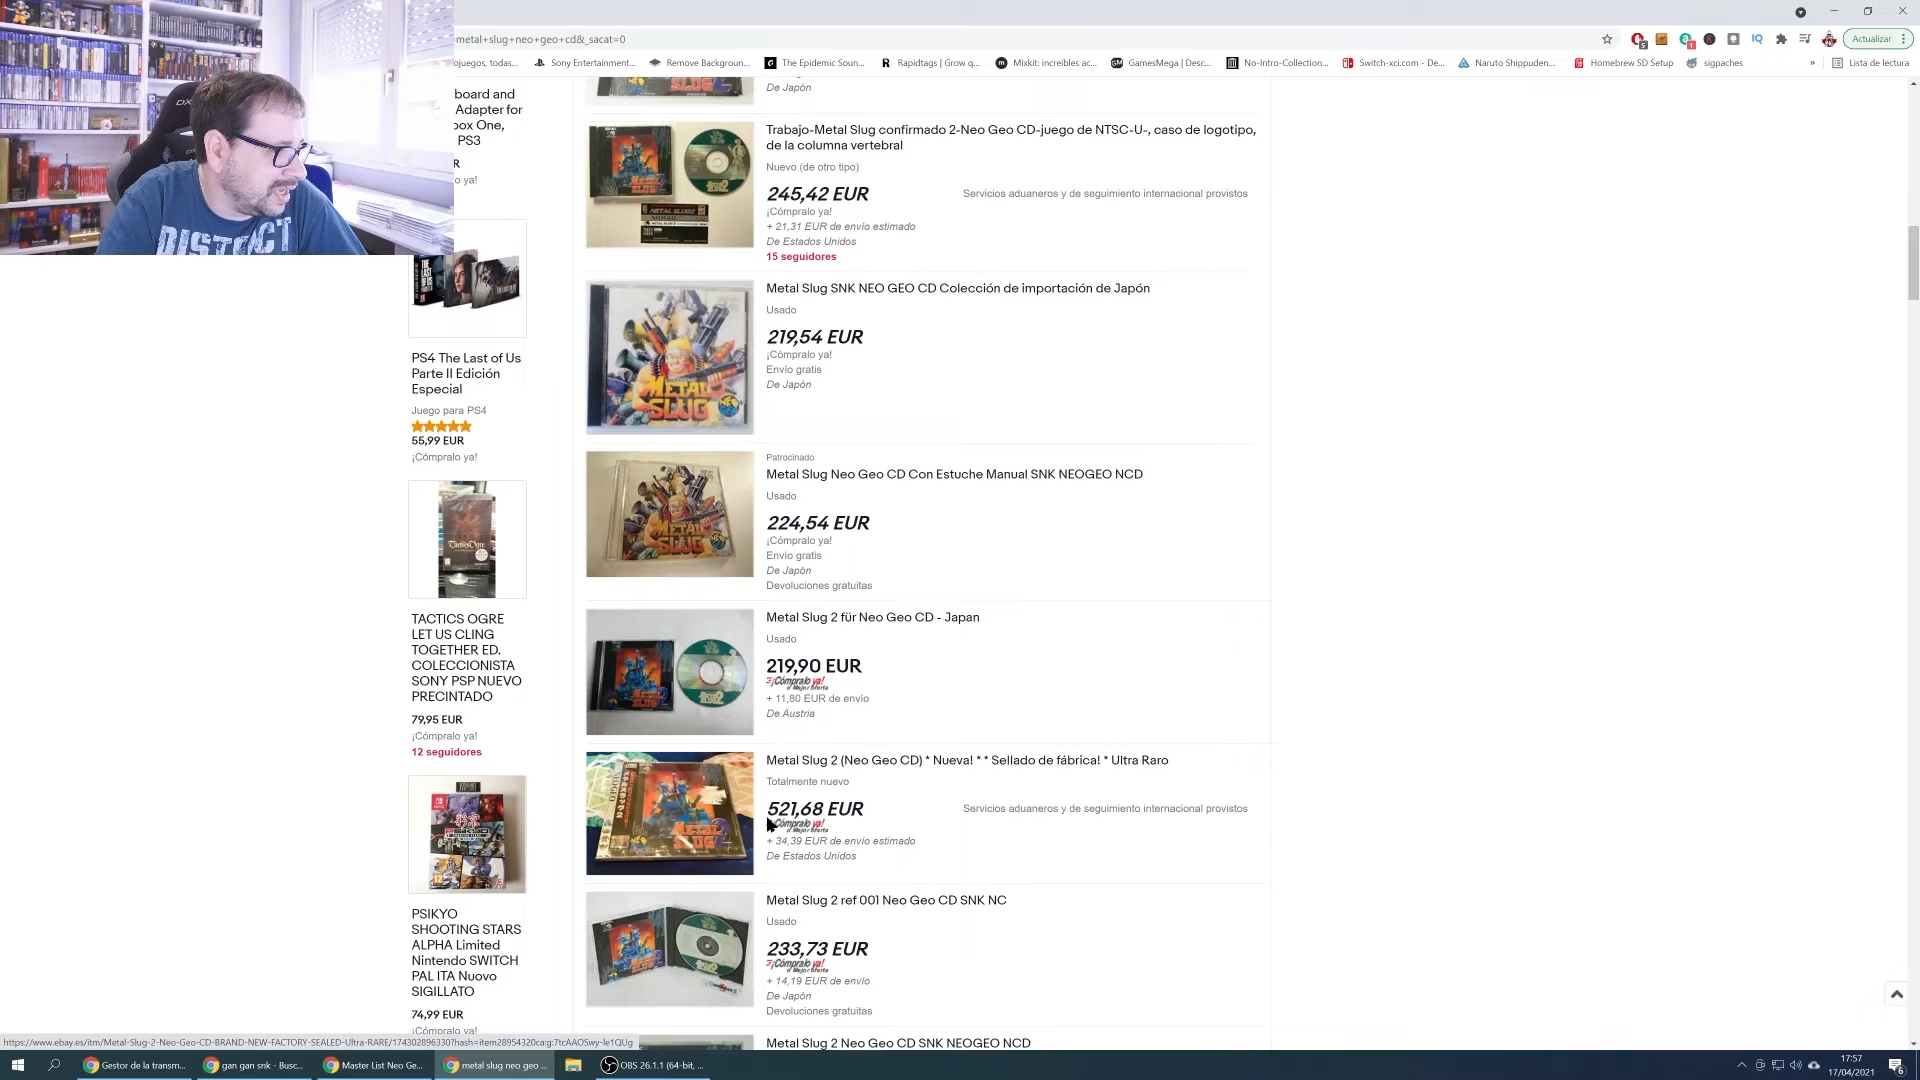 metal+slug+neo+geo+cd&_sacat=0
Actualizar
ojuegos, todas...
Sony Entertainment...
Remove Backgroun...
The Epidemic Soun...
Rapidtags | Grow q...
Mixkit: increíbles ac...
GamesMega | Desc...
No-Intro-Collection...
Switch-xci.com - De...
Naruto Shippuden...
Homebrew SD Setup
sigpaches
»
Lista de lectura
DISTRCT
board and
Adapter for
box One,
PS3
R
o ya!
PS4 The Last of Us
Parte II Edición
Especial
Juego para PS4
55,99 EUR
¡Cómpralo ya!
TACTICS OGRE
LET US CLING
TOGETHER ED.
COLECCIONISTA
SONY PSP NUEVO
PRECINTADO
79,95 EUR
¡Cómpralo ya!
12 seguidores
PSIKYO
SHOOTING STARS
ALPHA Limited
Nintendo SWITCH
PAL ITA Nuovo
SIGILLATO
74,99 EUR
¡Cómpralo ya!
De Japón
Trabajo-Metal Slug confirmado 2-Neo Geo CD-juego de NTSC-U-, caso de logotipo,
de la columna vertebral
Nuevo (de otro tipo)
245,42 EUR
Servicios aduaneros y de seguimiento internacional provistos
¡Cómpralo ya!
+ 21,31 EUR de envío estimado
De Estados Unidos
15 seguidores
Metal Slug SNK NEO GEO CD Colección de importación de Japón
Usado
219,54 EUR
¡Cómpralo ya!
Envío gratis
De Japón
METAL SLUG
Patrocinado
Metal Slug Neo Geo CD Con Estuche Manual SNK NEOGEO NCD
Usado
224,54 EUR
¡Cómpralo ya!
Envío gratis
De Japón
Devoluciones gratuitas
METAL SLUG
Metal Slug 2 für Neo Geo CD - Japan
Usado
219,90 EUR
¡Cómpralo ya!
o Mejor oferta
+ 11,80 EUR de envío
De Austria
Metal Slug 2 (Neo Geo CD) * Nueva! * * Sellado de fábrica! * Ultra Raro
Totalmente nuevo
521,68 EUR
Servicios aduaneros y de seguimiento internacional provistos
¡Cómpralo ya!
o Mejor oferta
+ 34,39 EUR de envío estimado
De Estados Unidos
Metal Slug 2 ref 001 Neo Geo CD SNK NC
Usado
233,73 EUR
¡Cómpralo ya!
o Mejor oferta
+ 14,19 EUR de envío
De Japón
Devoluciones gratuitas
Metal Slug 2 Neo Geo CD SNK NEOGEO NCD
https://www.ebay.es/itm/Metal-Slug-2-Neo-Geo-CD-BRAND-NEW-FACTORY-SEALED-Ultra-RARE/174302896330?hash=item28954320ca:g:7tcAAOSwy-le1QUg
Gestor de la transm...
gan gan snk - Busc...
Master List Neo Ge...
metal slug neo geo ...
OBS 26.1.1 (64-bit, ...
17:57
17/04/2021
6